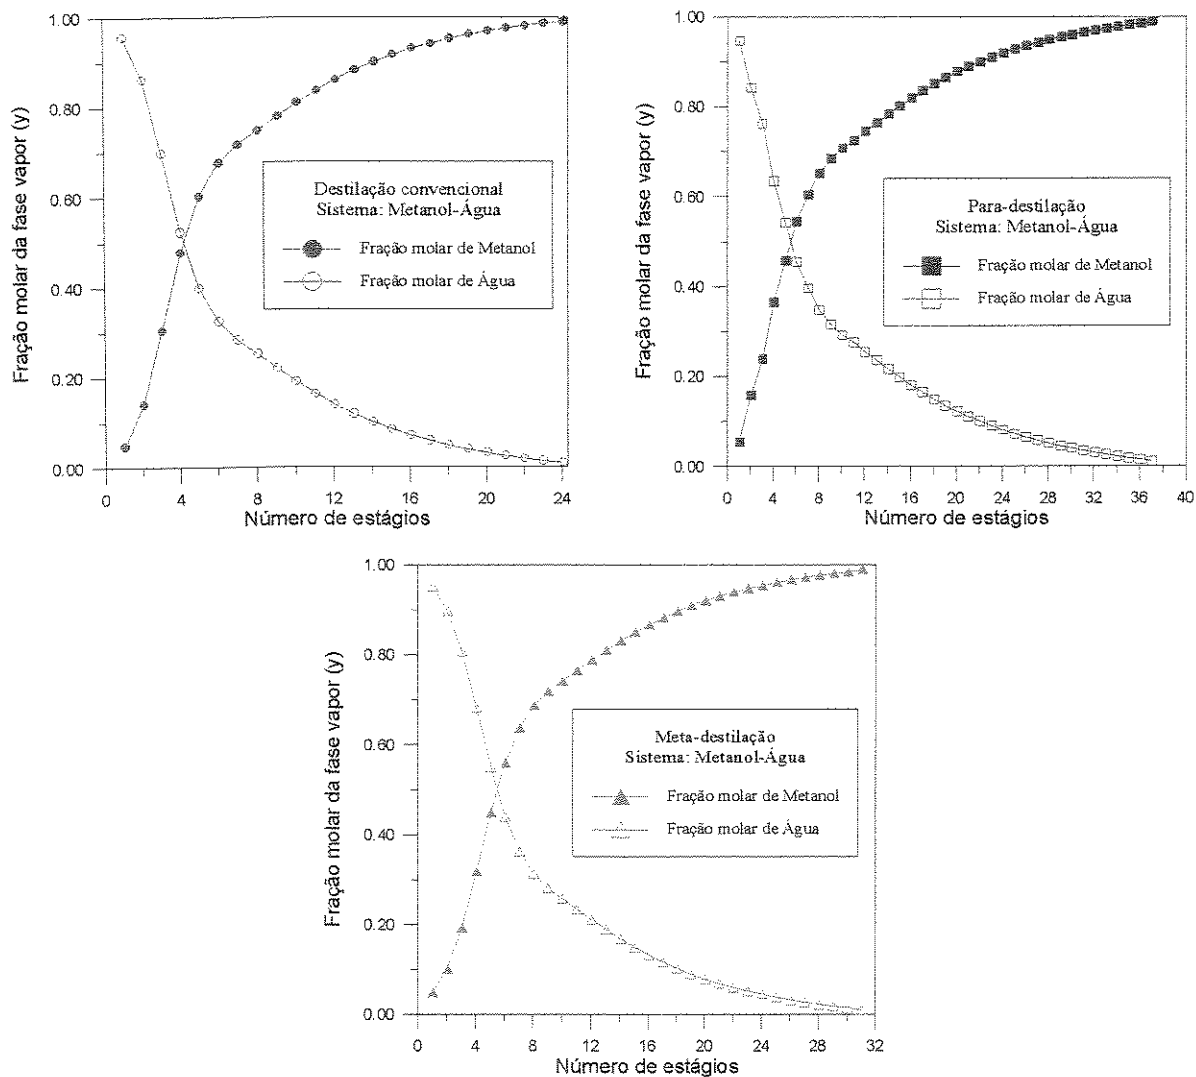 1.00
0.80
0.60
0.40
0.20
0.00
Fração molar da fase vapor (y)
Destilação convencional
Sistema: Metanol-Água
Fração molar de Metanol
Fração molar de Água
0 4 8 12 16 20 24
Número de estágios
1.00
0.80
0.60
0.40
0.20
0.00
Fração molar da fase vapor (y)
Para-destilação
Sistema: Metanol-Água
Fração molar de Metanol
Fração molar de Água
0 4 8 12 16 20 24 28 32 36 40
Número de estágios
1.00
0.80
0.60
0.40
0.20
0.00
Fração molar da fase vapor (y)
Meta-destilação
Sistema: Metanol-Água
Fração molar de Metanol
Fração molar de Água
0 4 8 12 16 20 24 28 32
Número de estágios